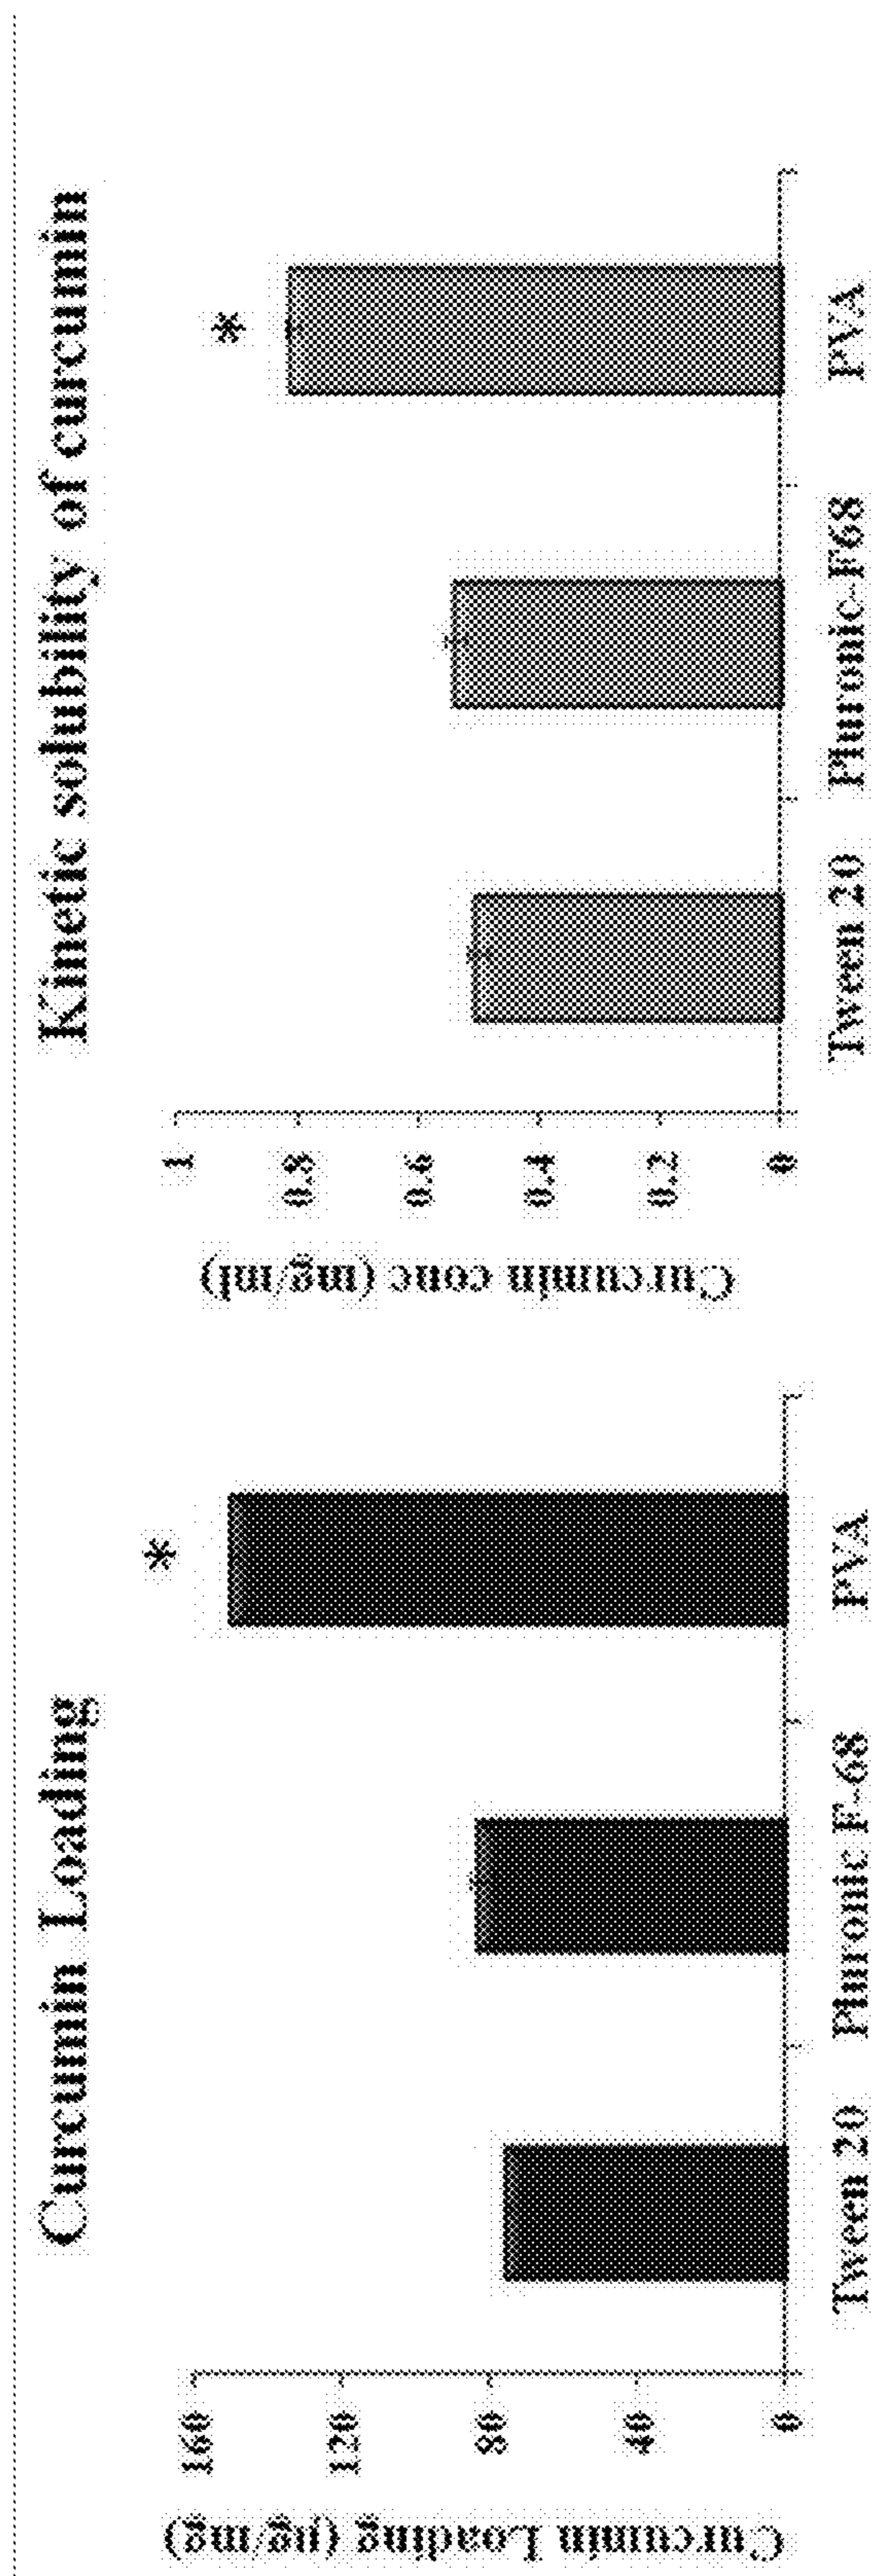 Curcumin Loading
Curcumin Loading (µg/mg)
160
120
80
40
0
*
Tween 20
Pluronic F-68
PVA
Kinetic solubility of curcumin
Curcumin conc (mg/ml)
1
0.8
0.6
0.4
0.2
0
*
Tween 20
Pluronic-F68
PVA